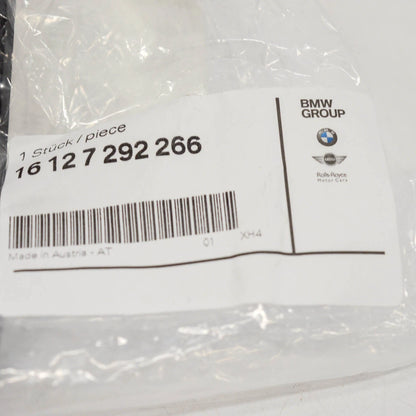 BMW
GROUP
1 Stück / piece
16 12 7 292 266
Rolls-Royce
Motor Cars
Made in Austria - AT
01
XH4